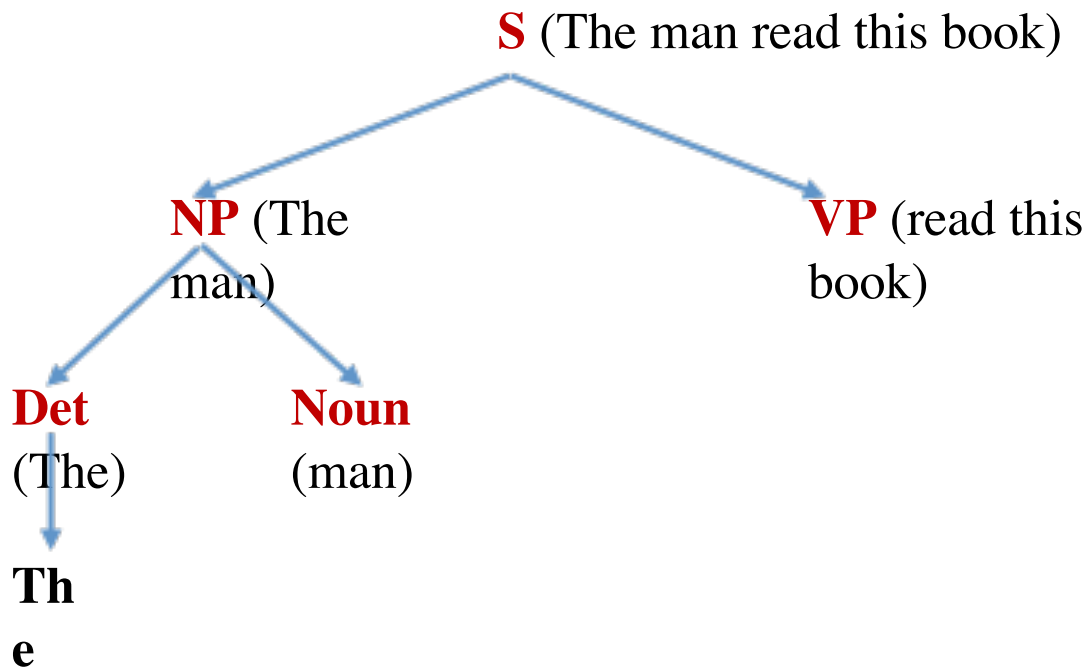 S (The man read this book)
NP (The
man)
VP (read this
book)
Det
(The)
Noun
(man)
Th
e